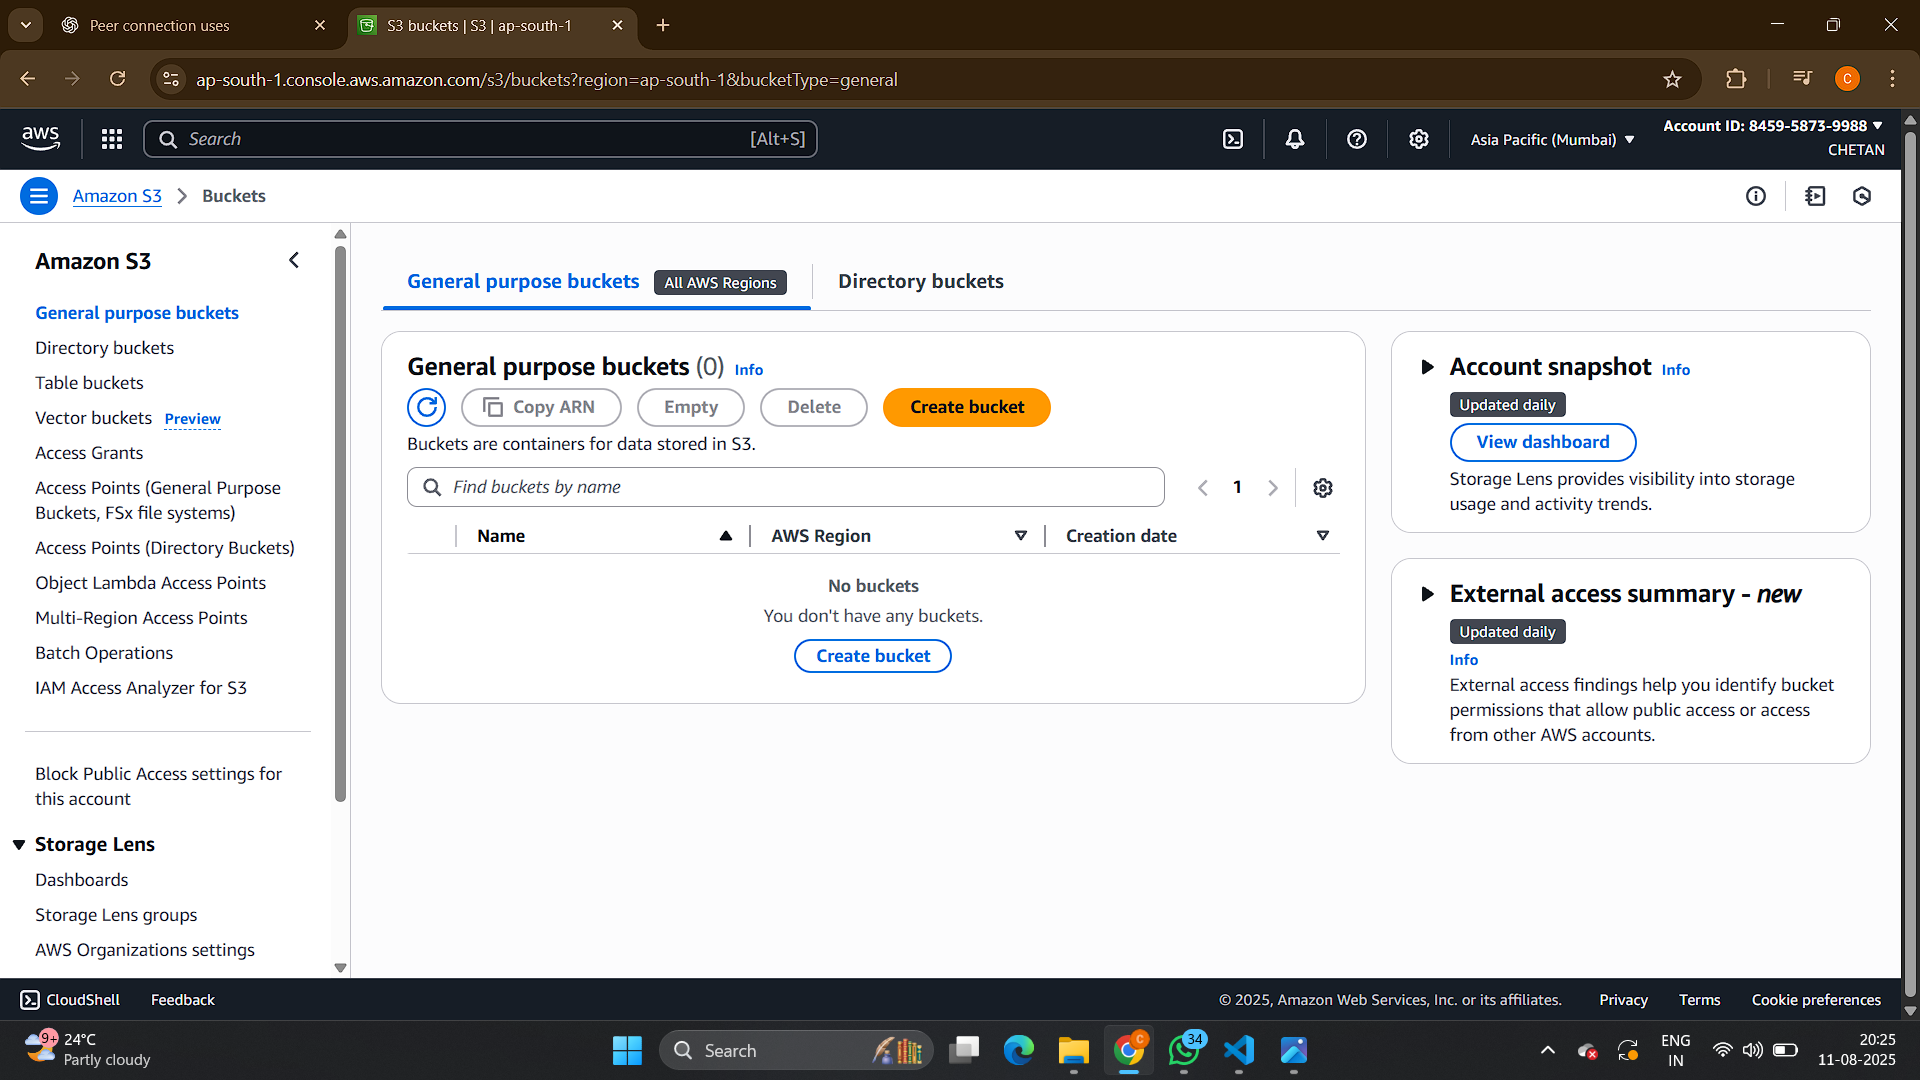 Peer connection uses
S3 buckets | S3 | ap-south-1
ap-south-1.console.aws.amazon.com/s3/buckets?region=ap-south-1&bucketType=general
C
aws
Search
[Alt+S]
Asia Pacific (Mumbai)
Account ID: 8459-5873-9988
CHETAN
Amazon S3
Buckets
Amazon S3
General purpose buckets
Directory buckets
Table buckets
Vector buckets Preview
Access Grants
Access Points (General Purpose
Buckets, FSx file systems)
Access Points (Directory Buckets)
Object Lambda Access Points
Multi-Region Access Points
Batch Operations
IAM Access Analyzer for S3
Block Public Access settings for
this account
Storage Lens
Dashboards
Storage Lens groups
AWS Organizations settings
General purpose buckets All AWS Regions
Directory buckets
General purpose buckets (0) Info
Copy ARN
Empty
Delete
Create bucket
Buckets are containers for data stored in S3.
Find buckets by name
1
Name
AWS Region
Creation date
No buckets
You don't have any buckets.
Create bucket
Account snapshot Info
Updated daily
View dashboard
Storage Lens provides visibility into storage
usage and activity trends.
External access summary - new
Updated daily
Info
External access findings help you identify bucket
permissions that allow public access or access
from other AWS accounts.
CloudShell
Feedback
© 2025, Amazon Web Services, Inc. or its affiliates.
Privacy
Terms
Cookie preferences
9+
24°C
Partly cloudy
Search
C
34
ENG
IN
20:25
11-08-2025